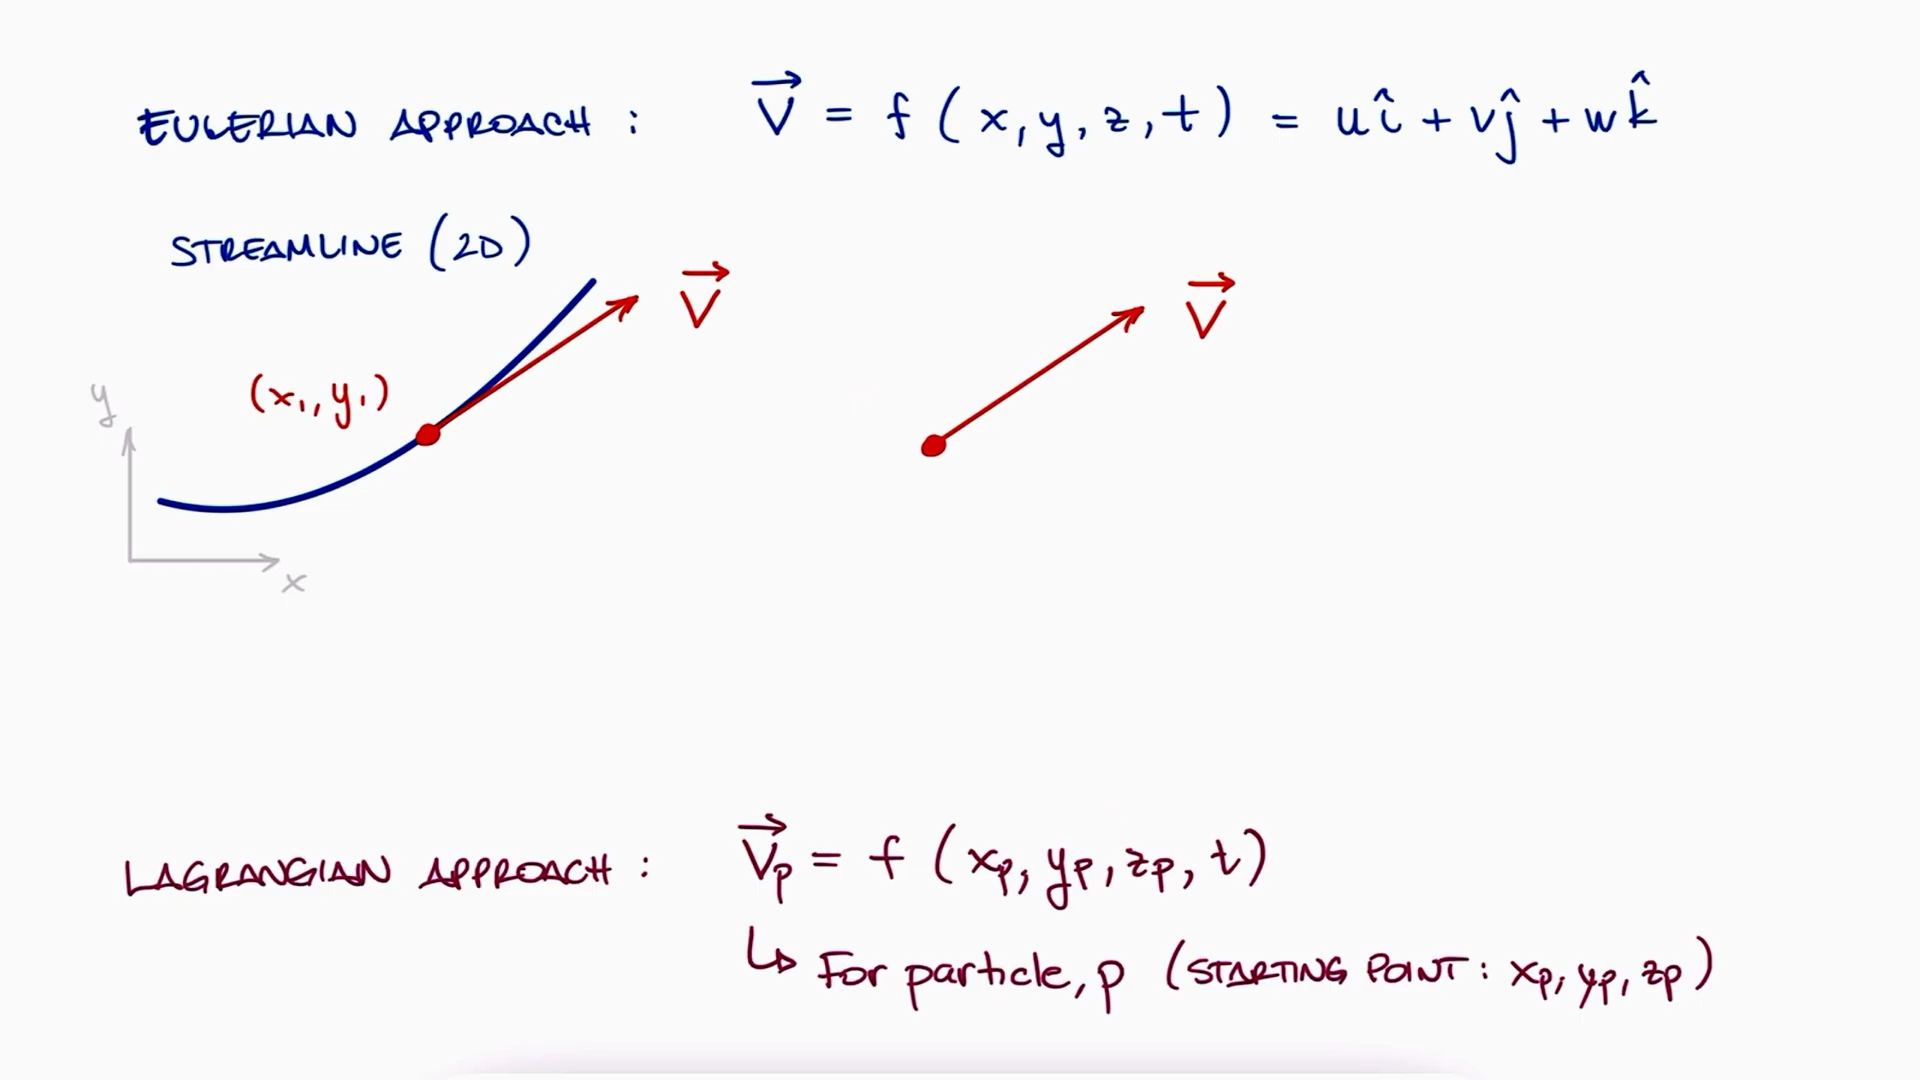 EULERIAN APPROACH : V⃗ = f (x, y, z, t) = uî + vĵ + wk̂
STREAMLINE (2D)
V⃗
V⃗
(x₁, y₁)
y
x
LAGRANGIAN APPROACH : V⃗p = f (xp, yp, zp, t)
↳ For particle, p (STARTING POINT: xp, yp, zp)